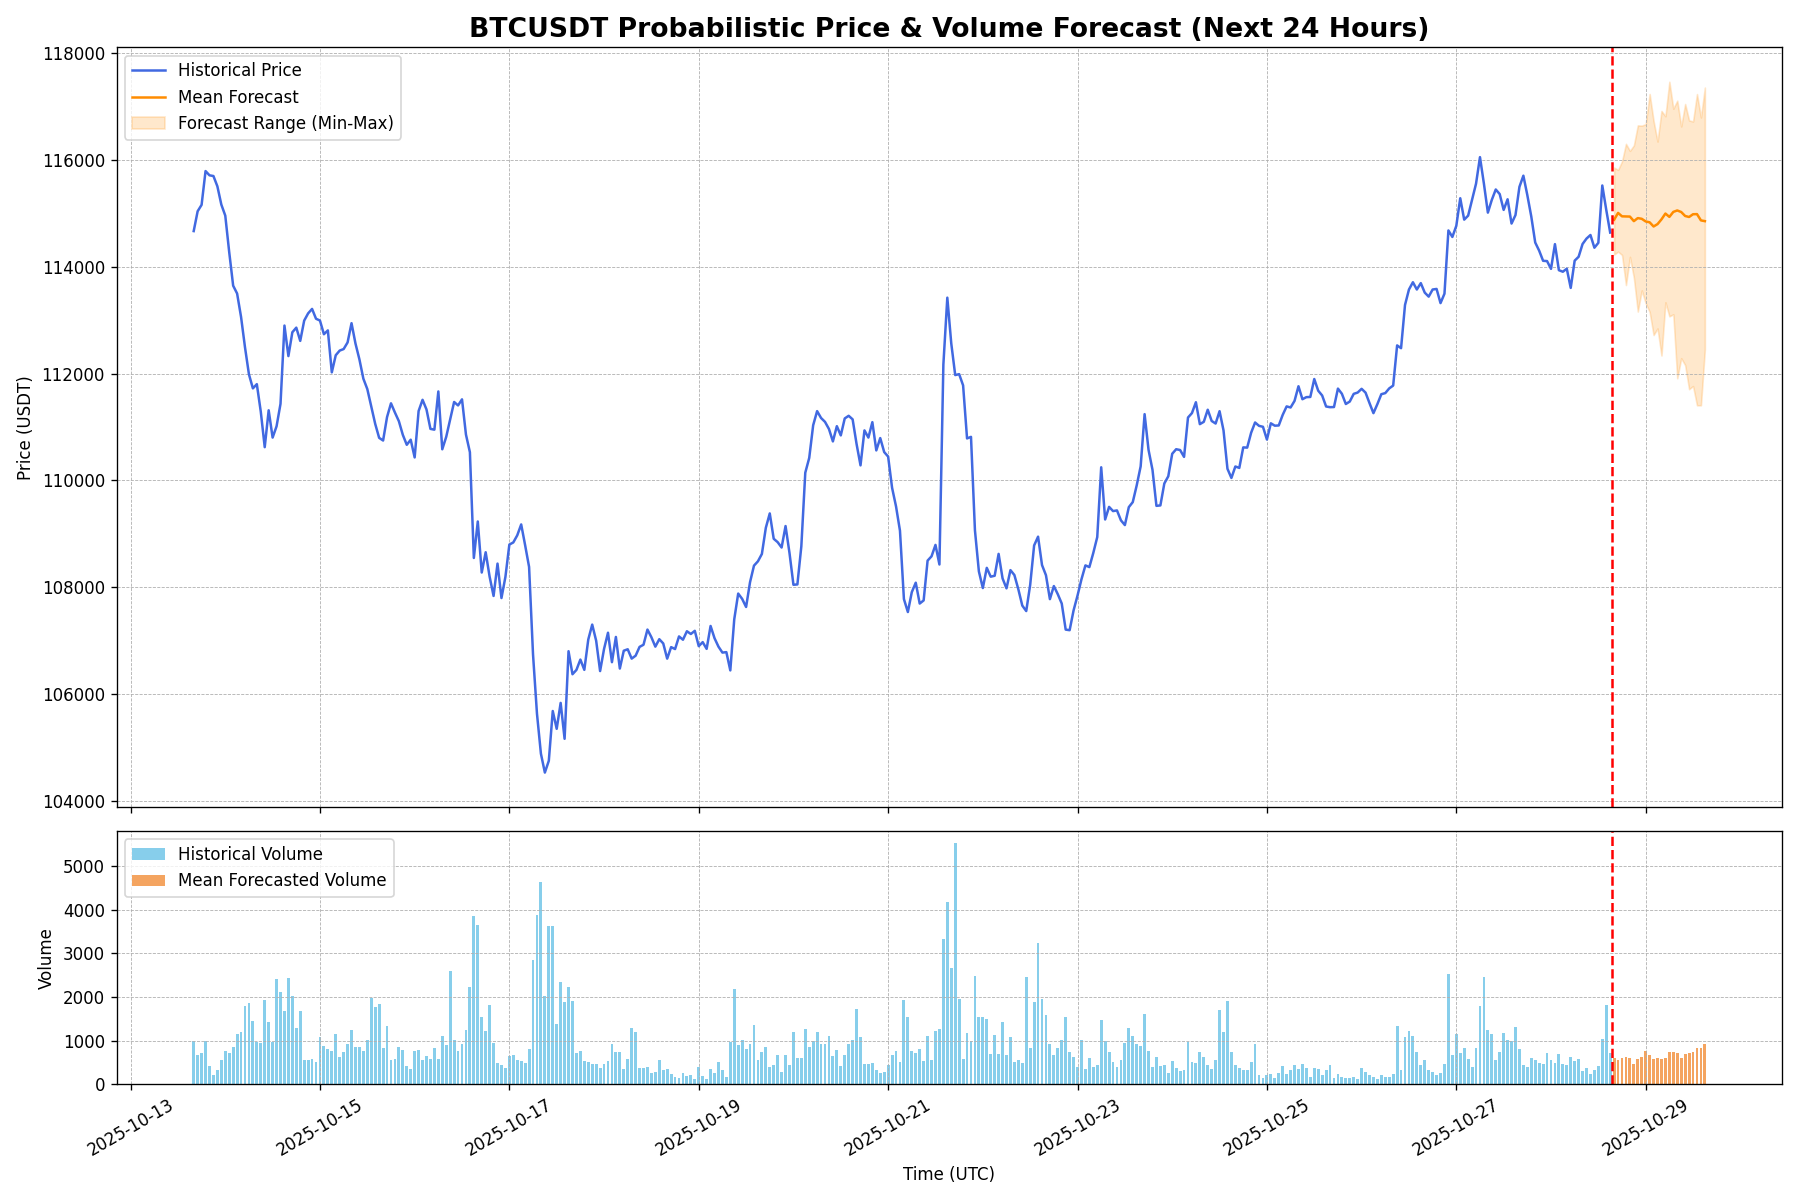 BTCUSDT Probabilistic Price & Volume Forecast (Next 24 Hours)
Historical Price
Mean Forecast
Forecast Range (Min-Max)
118000
116000
114000
112000
110000
108000
106000
104000
Price (USDT)
Historical Volume
Mean Forecasted Volume
5000
4000
3000
2000
1000
0
Volume
2025-10-13
2025-10-15
2025-10-17
2025-10-19
2025-10-21
2025-10-23
2025-10-25
2025-10-27
2025-10-29
Time (UTC)